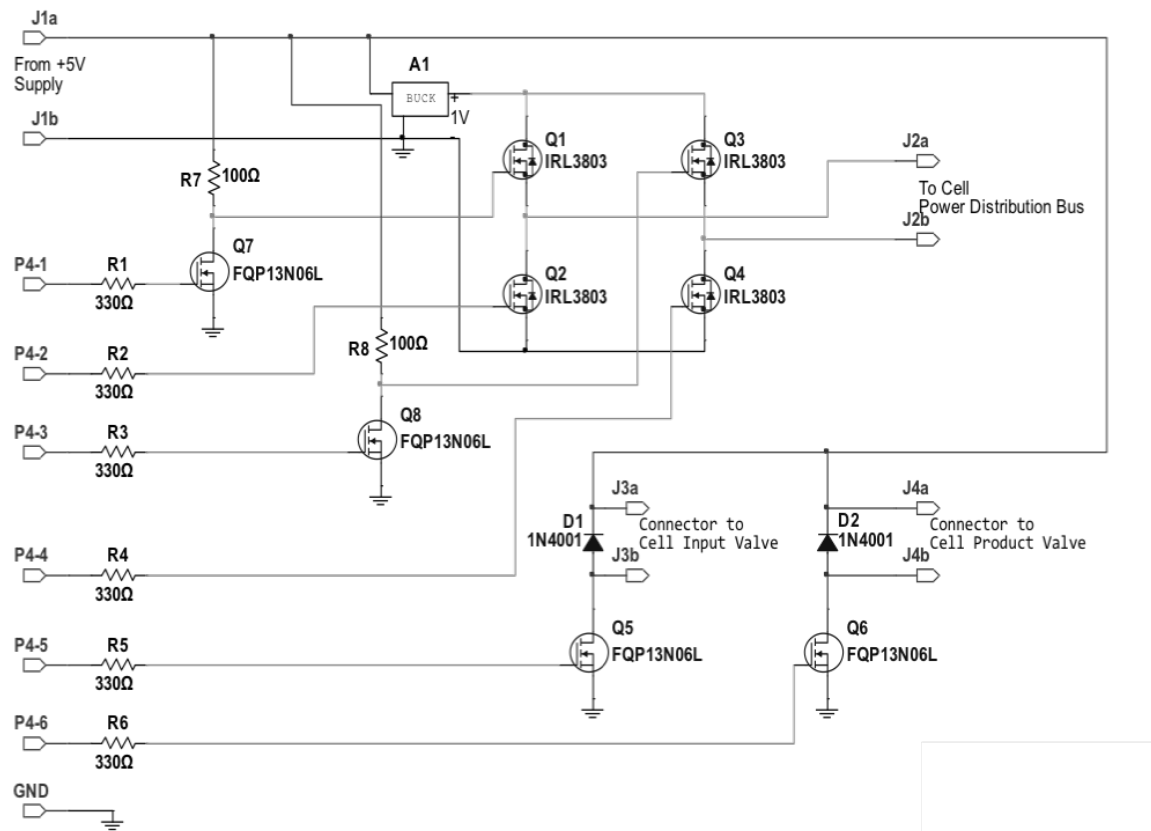 J1a
From +5V
Supply
J1b
A1
BUCK
+
1V
Q1
IRL3803
Q3
IRL3803
J2a
To Cell
Power Distribution Bus
J2b
R7
100Ω
Q7
FQP13N06L
P4-1
R1
330Ω
Q2
IRL3803
Q4
IRL3803
P4-2
R2
330Ω
R8
100Ω
P4-3
R3
330Ω
Q8
FQP13N06L
J3a
Connector to
Cell Input Valve
J3b
D1
1N4001
J4a
Connector to
Cell Product Valve
J4b
D2
1N4001
P4-4
R4
330Ω
P4-5
R5
330Ω
Q5
FQP13N06L
Q6
FQP13N06L
P4-6
R6
330Ω
GND